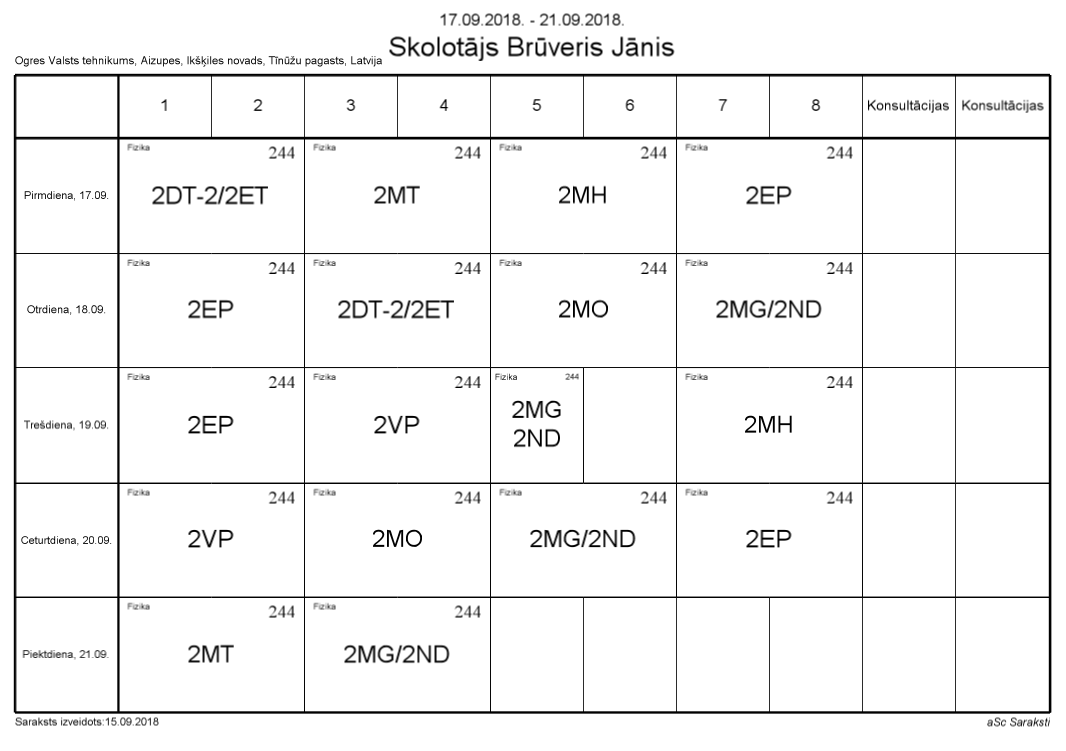 17.09.2018. - 21.09.2018.
Skolotājs Brūveris Jānis
Ogres Valsts tehnikums, Aizupes, Ikšķiles novads, Tīnūžu pagasts, Latvija
1 2 3 4 5 6 7 8 Konsultācijas Konsultācijas
Fizika 244 Fizika 244 Fizika 244 Fizika 244
Pirmdiena, 17.09. 2DT-2/2ET 2MT 2MH 2EP
Fizika 244 Fizika 244 Fizika 244 Fizika 244
Otrdiena, 18.09. 2EP 2DT-2/2ET 2MO 2MG/2ND
Fizika 244 Fizika 244 Fizika 244 Fizika 244
Trešdiena, 19.09. 2EP 2VP 2MG 2MH
2ND
Fizika 244 Fizika 244 Fizika 244 Fizika 244
Ceturtdiena, 20.09. 2VP 2MO 2MG/2ND 2EP
Fizika 244 Fizika 244
Piektdiena, 21.09. 2MT 2MG/2ND
Saraksts izveidots:15.09.2018 aSc Saraksti